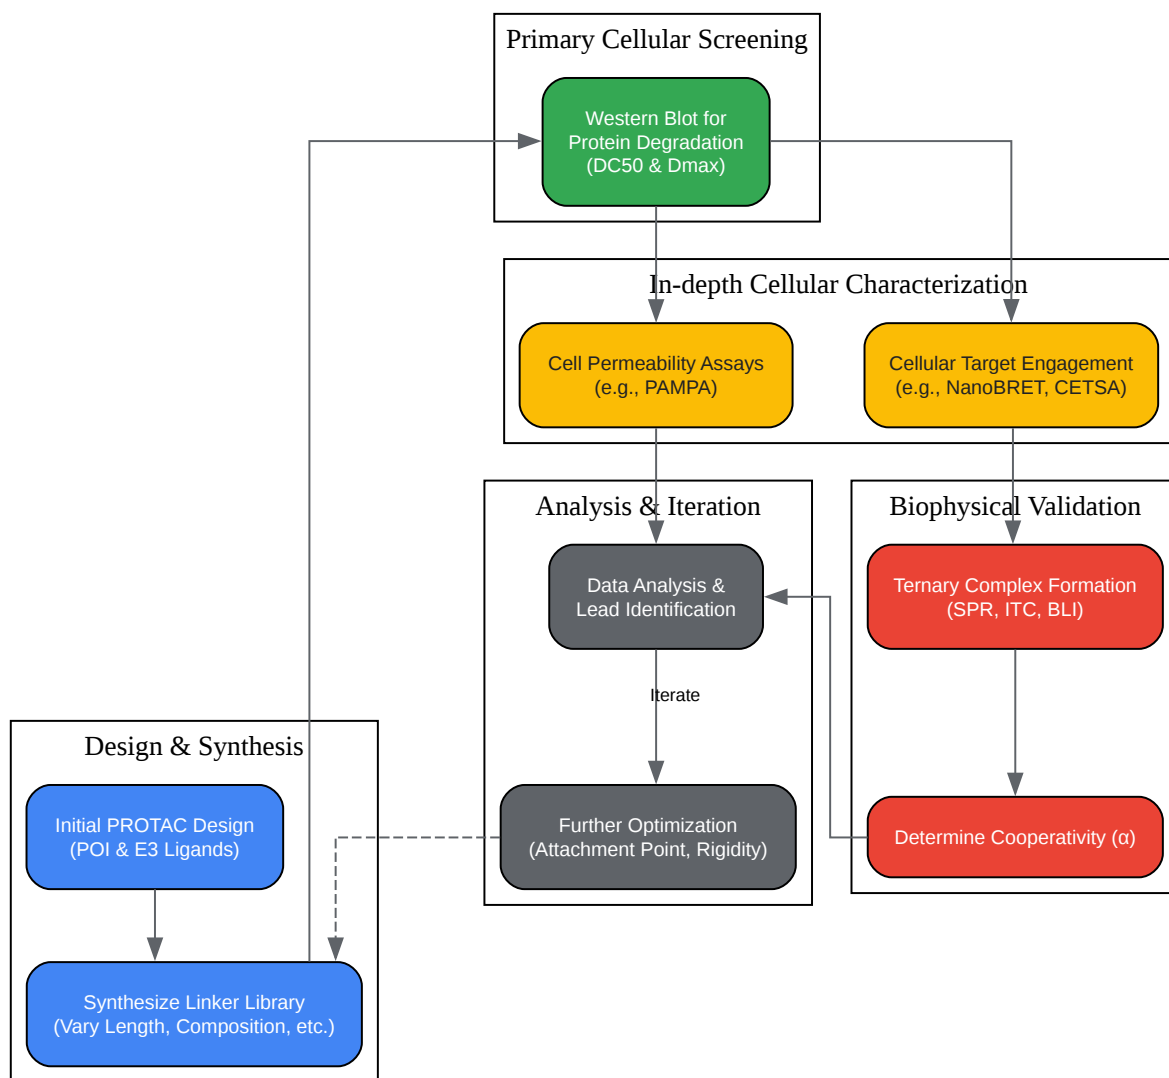 Primary Cellular Screening
Western Blot for
Protein Degradation
(DC50 & Dmax)
In-depth Cellular Characterization
Cell Permeability Assays
(e.g., PAMPA)
Cellular Target Engagement
(e.g., NanoBRET, CETSA)
Analysis & Iteration
Data Analysis &
Lead Identification
Iterate
Further Optimization
(Attachment Point, Rigidity)
Biophysical Validation
Ternary Complex Formation
(SPR, ITC, BLI)
Determine Cooperativity (α)
Design & Synthesis
Initial PROTAC Design
(POI & E3 Ligands)
Synthesize Linker Library
(Vary Length, Composition, etc.)